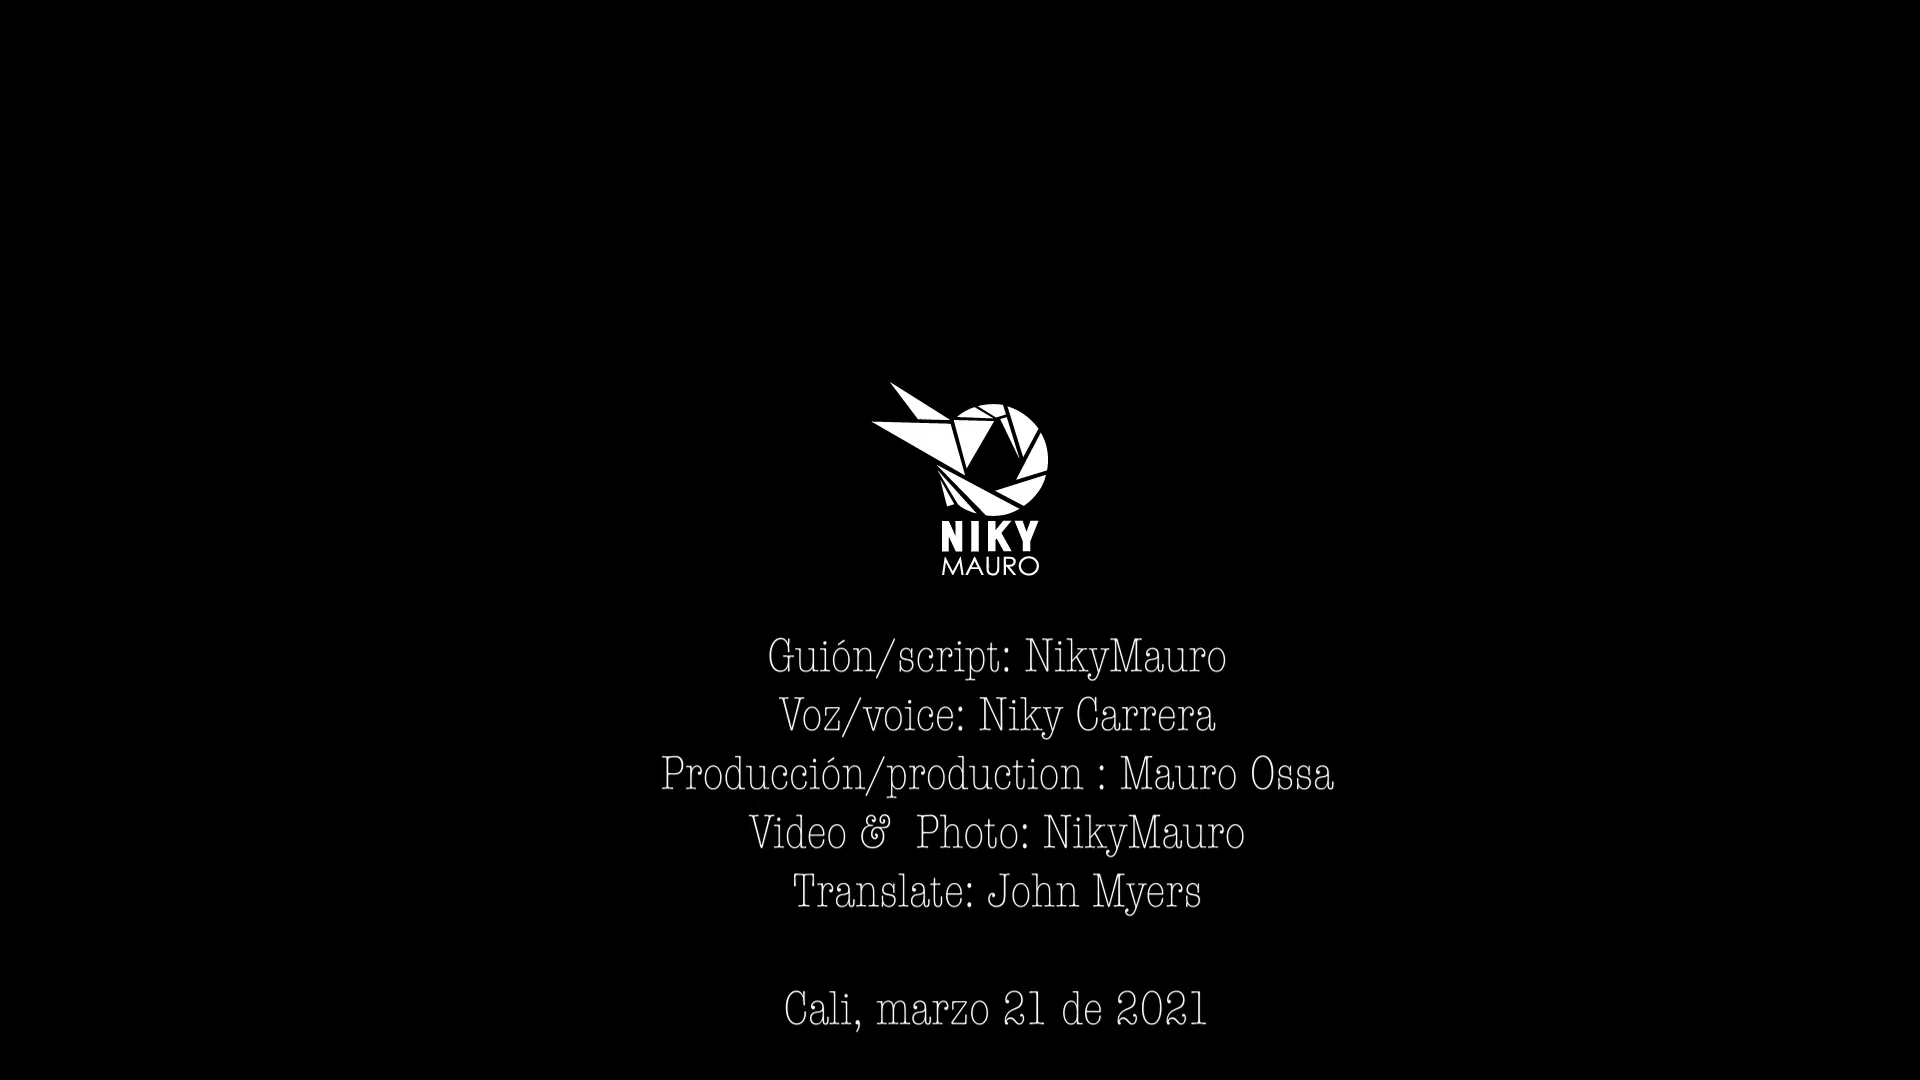 NIKY
MAURO
Guión/script: NikyMauro
Voz/voice: Niky Carrera
Producción/production : Mauro Ossa
Video &  Photo: NikyMauro
Translate: John Myers
Cali, marzo 21 de 2021